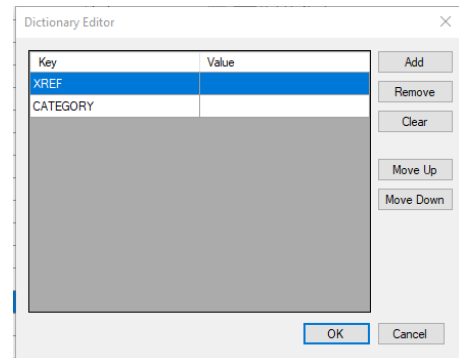 Dictionary Editor
Key Value
XREF
CATEGORY
Add
Remove
Clear
Move Up
Move Down
OK Cancel